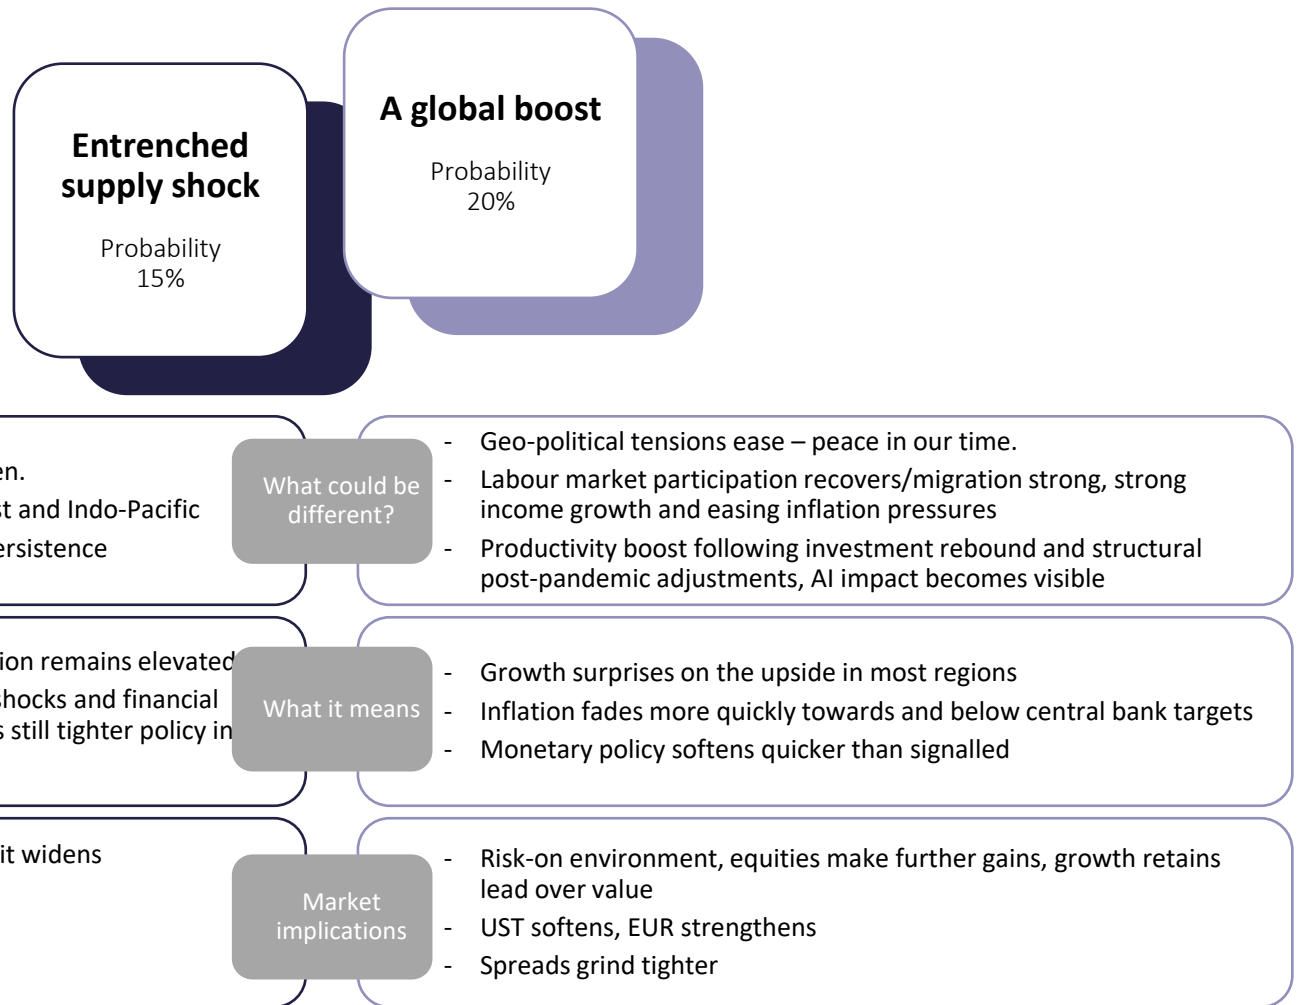 Entrenched
supply shock
Probability
15%
A global boost
Probability
20%
en.
st and Indo-Pacific
ersistence
What could be
different?
- Geo-political tensions ease – peace in our time.
- Labour market participation recovers/migration strong, strong
income growth and easing inflation pressures
- Productivity boost following investment rebound and structural
post-pandemic adjustments, AI impact becomes visible
ion remains elevated
shocks and financial
s still tighter policy in
What it means
- Growth surprises on the upside in most regions
- Inflation fades more quickly towards and below central bank targets
- Monetary policy softens quicker than signalled
it widens
Market
implications
- Risk-on environment, equities make further gains, growth retains
lead over value
- UST softens, EUR strengthens
- Spreads grind tighter